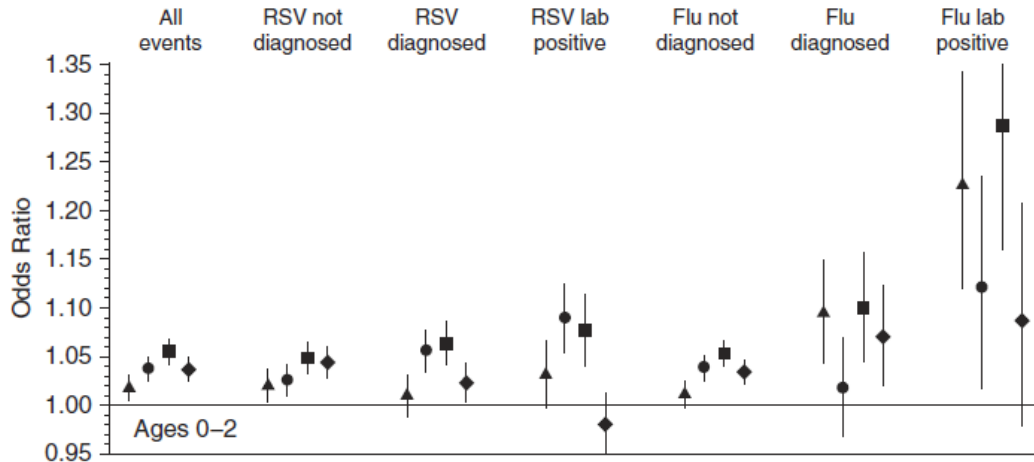 All events
RSV not diagnosed
RSV diagnosed
RSV lab positive
Flu not diagnosed
Flu diagnosed
Flu lab positive
Odds Ratio
1.35
1.30
1.25
1.20
1.15
1.10
1.05
1.00
0.95
Ages 0–2